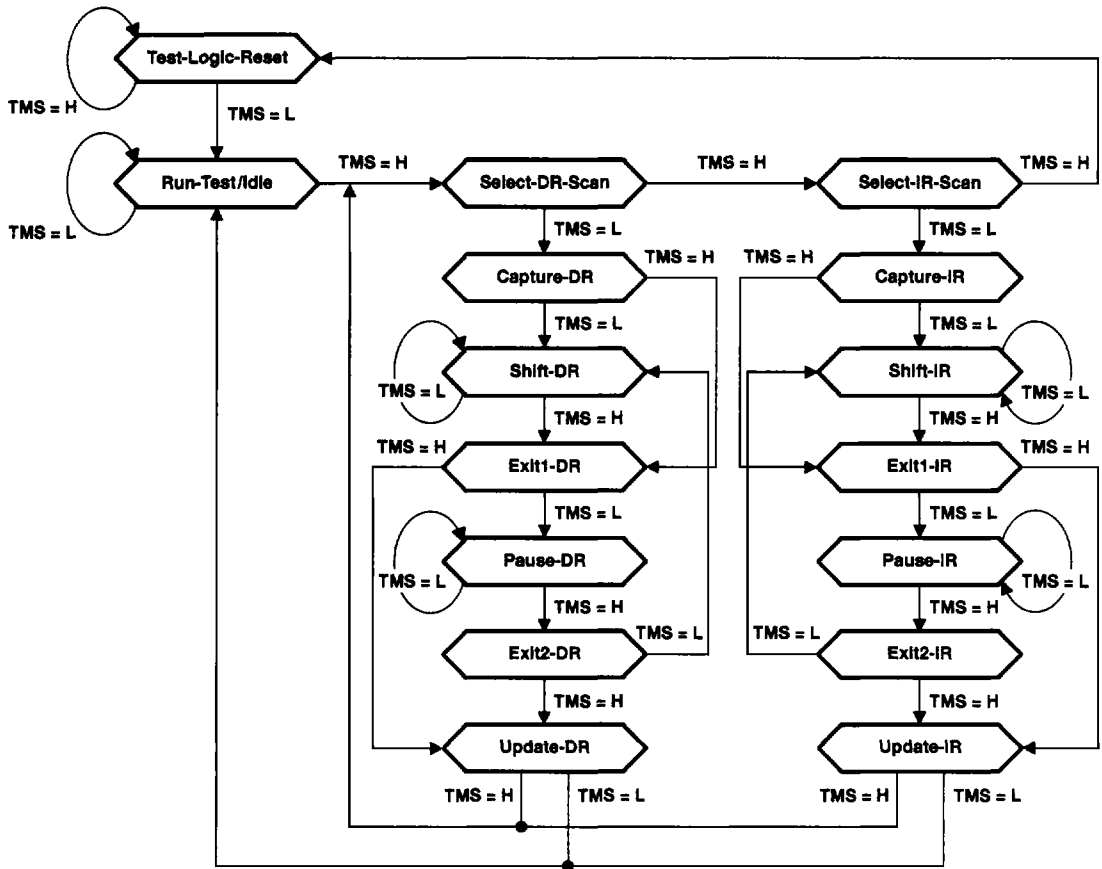 Test-Logic-Reset
TMS = H
TMS = L
TMS = H
TMS = H
TMS = H
Run-Test/Idle
Select-DR-Scan
Select-IR-Scan
TMS = L
TMS = L
TMS = L
TMS = H
TMS = H
Capture-DR
Capture-IR
TMS = L
TMS = L
Shift-DR
Shift-IR
TMS = L
TMS = L
TMS = H
TMS = H
TMS = H
TMS = H
Exit1-DR
Exit1-IR
TMS = L
TMS = L
Pause-DR
Pause-IR
TMS = L
TMS = L
TMS = H
TMS = H
TMS = L
TMS = L
Exit2-DR
Exit2-IR
TMS = H
TMS = H
Update-DR
Update-IR
TMS = H
TMS = L
TMS = H
TMS = L